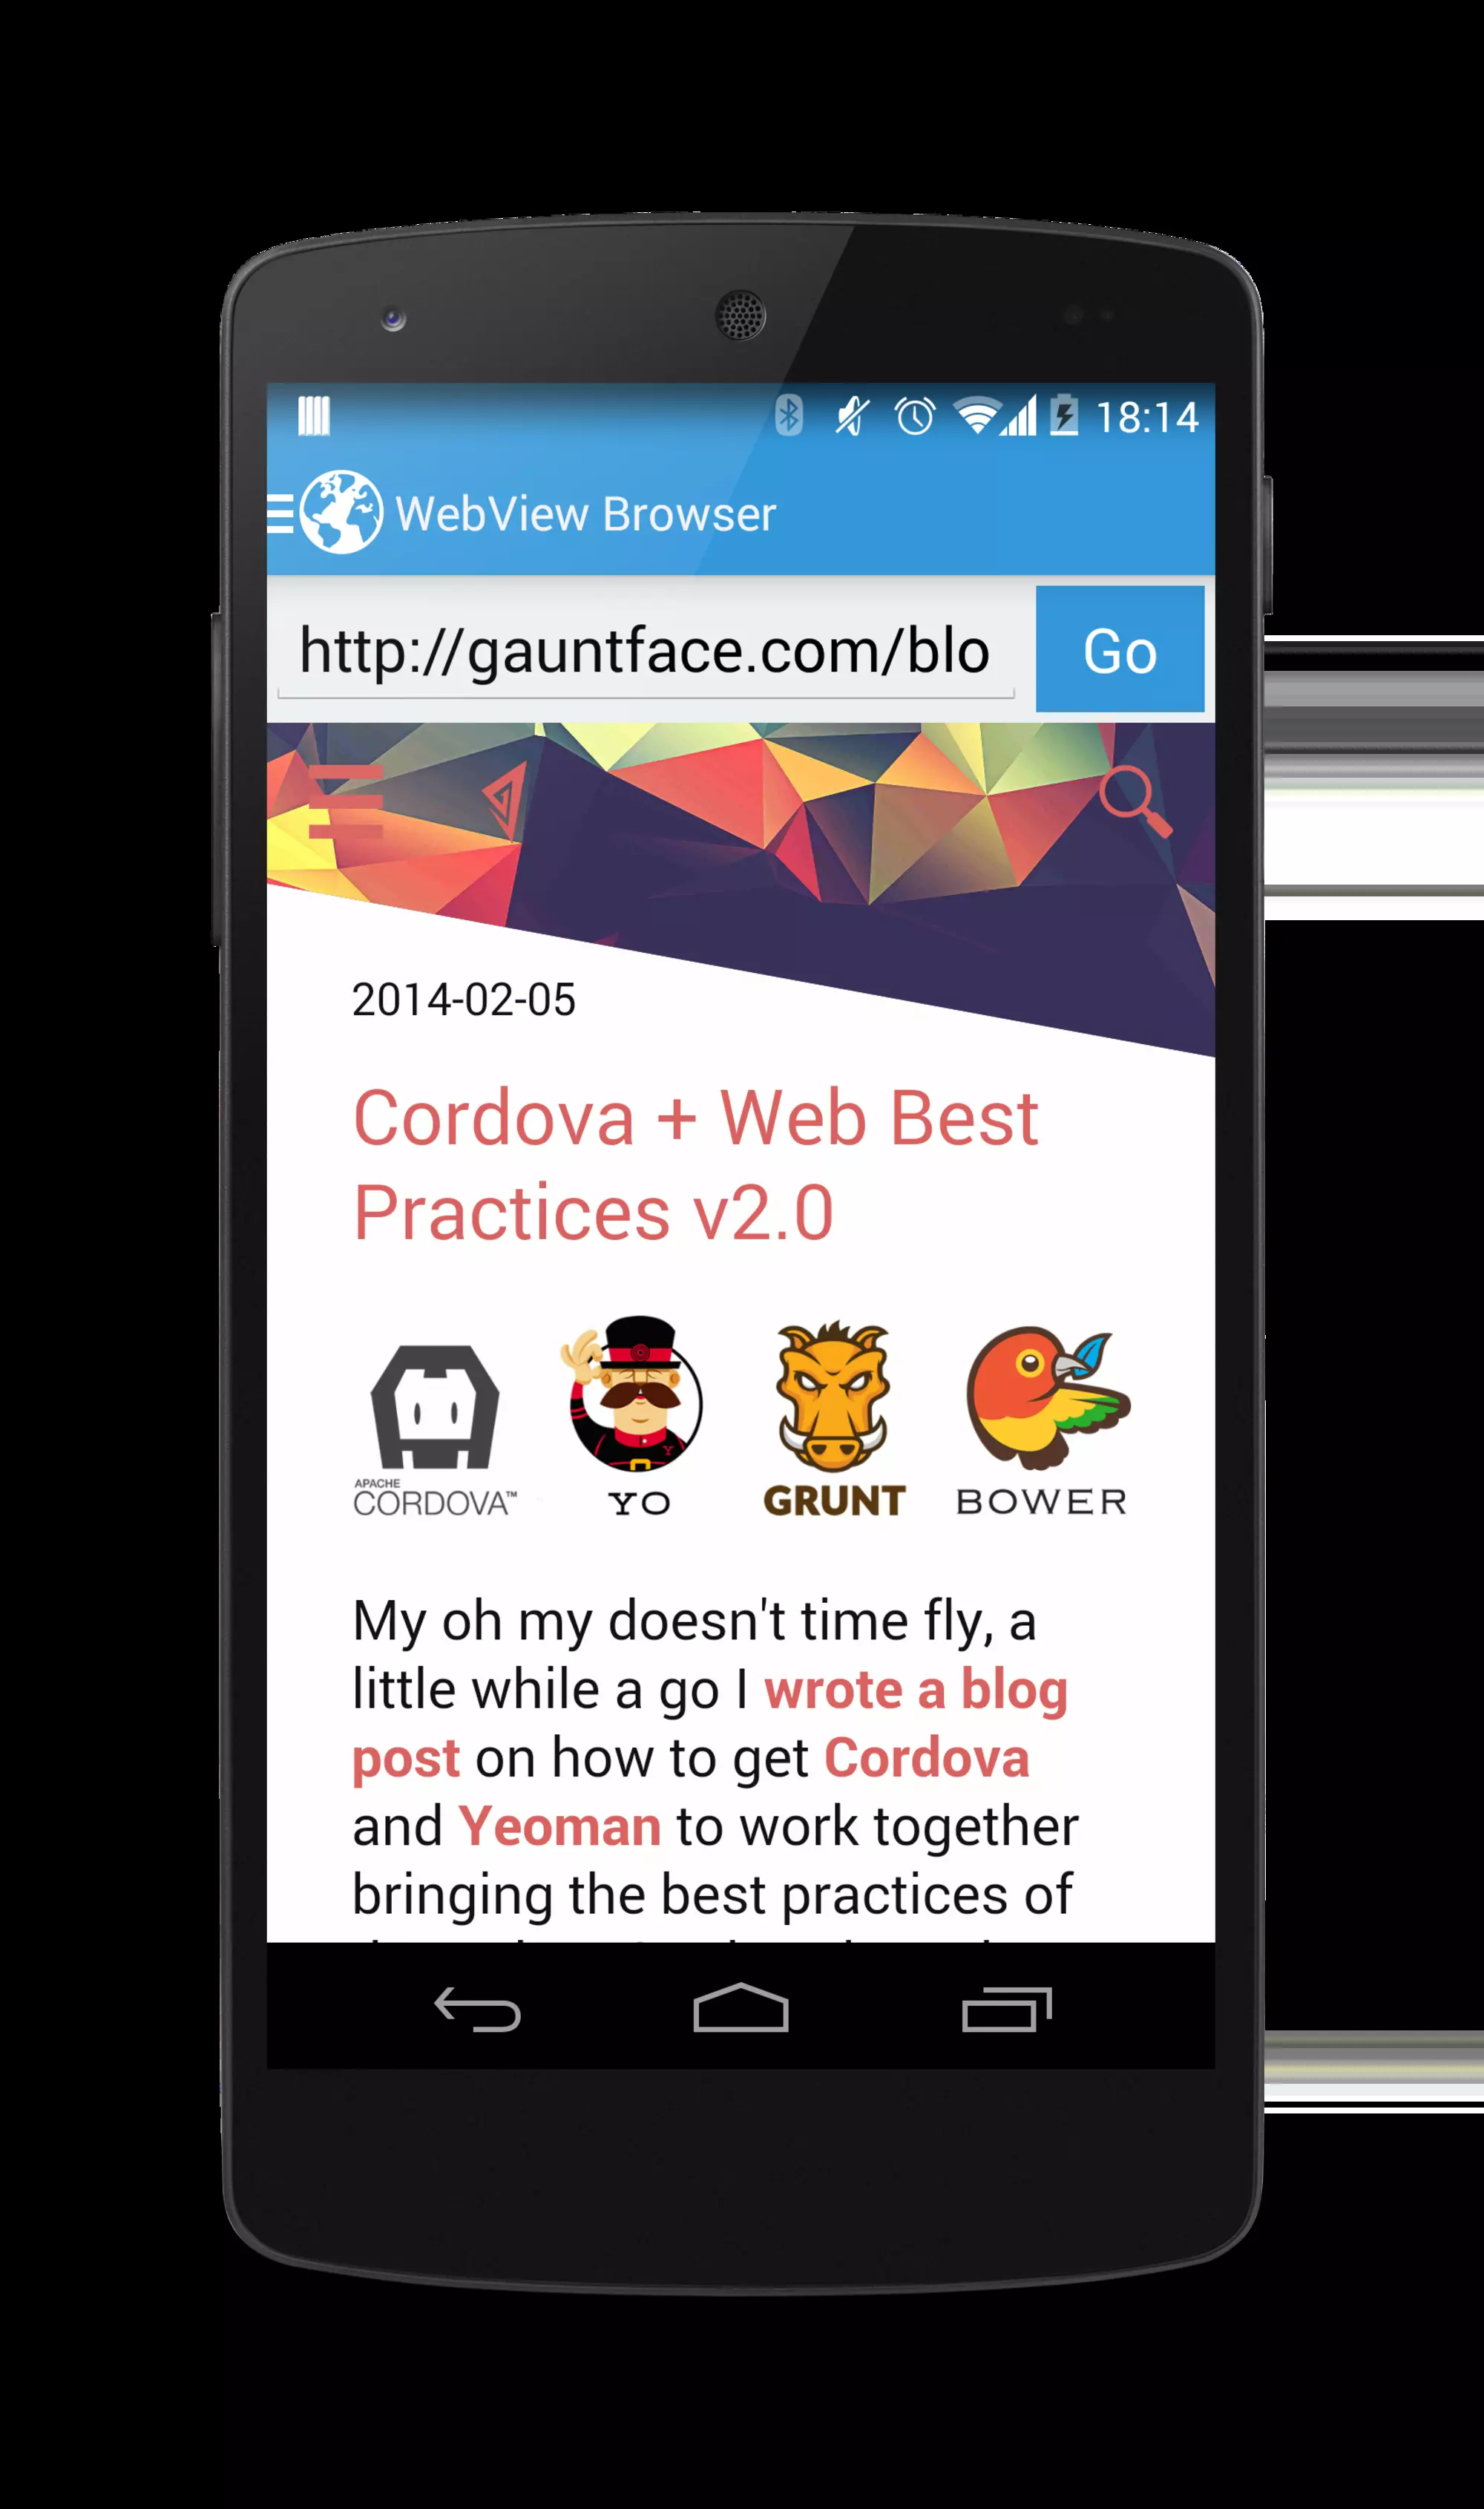 18:14
WebView Browser
http://gauntface.com/blo
Go
2014-02-05
Cordova + Web Best
Practices v2.0
APACHE
CORDOVA™
YO
GRUNT
BOWER
My oh my doesn't time fly, a
little while a go I wrote a blog
post on how to get Cordova
and Yeoman to work together
bringing the best practices of